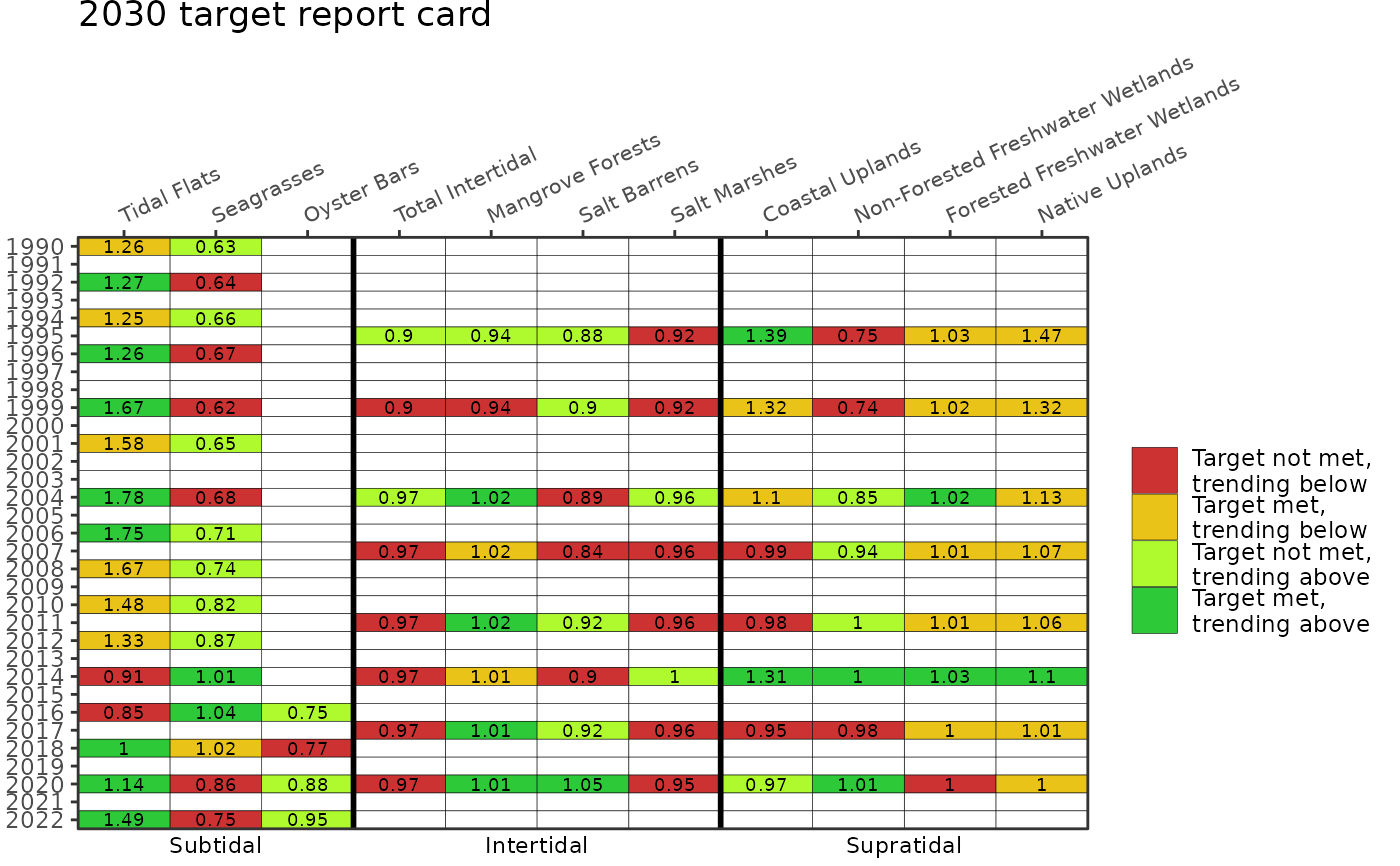 2030 target report card
Tidal Flats
Seagrasses
Oyster Bars
Total Intertidal
Mangrove Forests
Salt Barrens
Salt Marshes
Coastal Uplands
Non-Forested Freshwater Wetlands
Forested Freshwater Wetlands
Native Uplands
1990 1.26 0.63
1991
1992 1.27 0.64
1993
1994 1.25 0.66
1995 0.9 0.94 0.88 0.92 1.39 0.75 1.03 1.47
1996 1.26 0.67
1997
1998
1999 1.67 0.62 0.9 0.94 0.9 0.92 1.32 0.74 1.02 1.32
2000
2001 1.58 0.65
2002
2003
2004 1.78 0.68 0.97 1.02 0.89 0.96 1.1 0.85 1.02 1.13
2005
2006 1.75 0.71
2007 0.97 1.02 0.84 0.96 0.99 0.94 1.01 1.07
2008 1.67 0.74
2009
2010 1.48 0.82
2011 0.97 1.02 0.92 0.96 0.98 1 1.01 1.06
2012 1.33 0.87
2013
2014 0.91 1.01 0.97 1.01 0.9 1 1.31 1 1.03 1.1
2015
2016 0.85 1.04 0.75
2017 0.97 1.01 0.92 0.96 0.95 0.98 1 1.01
2018 1 1.02 0.77
2019
2020 1.14 0.86 0.88 0.97 1.01 1.05 0.95 0.97 1.01 1 1
2021
2022 1.49 0.75 0.95
Subtidal Intertidal Supratidal
Target not met,
trending below
Target met,
trending below
Target not met,
trending above
Target met,
trending above